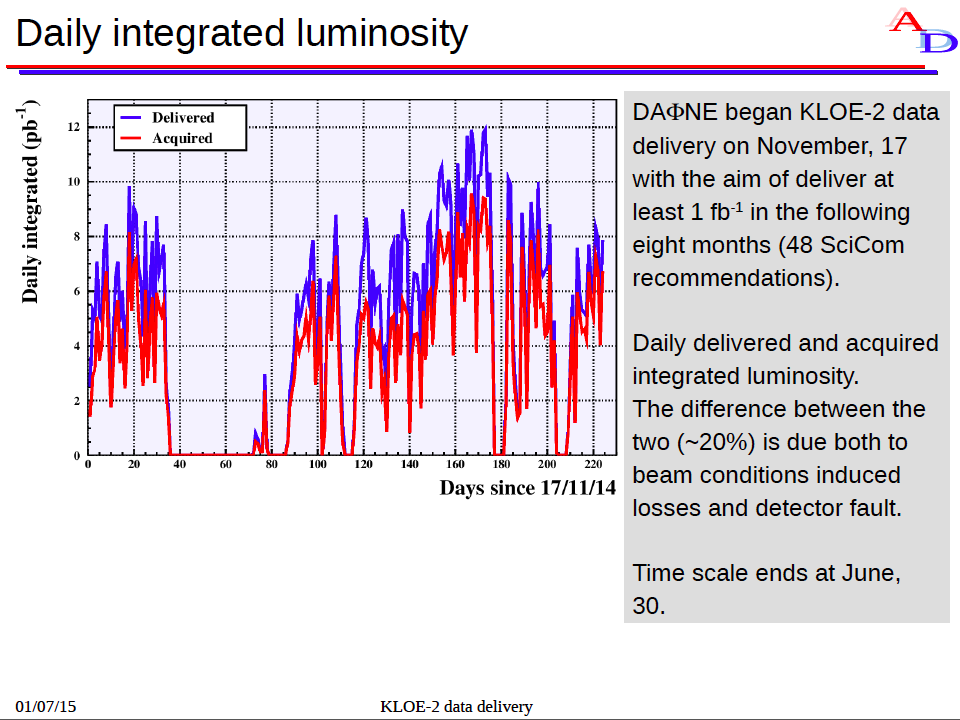 Daily integrated luminosity
A
D
Daily integrated (pb⁻¹)
Delivered
Acquired
12
10
8
6
4
2
0
0 20 40 60 80 100 120 140 160 180 200 220
Days since 17/11/14
DAΦNE began KLOE-2 data
delivery on November, 17
with the aim of deliver at
least 1 fb⁻¹ in the following
eight months (48 SciCom
recommendations).
Daily delivered and acquired
integrated luminosity.
The difference between the
two (~20%) is due both to
beam conditions induced
losses and detector fault.
Time scale ends at June,
30.
01/07/15
KLOE-2 data delivery